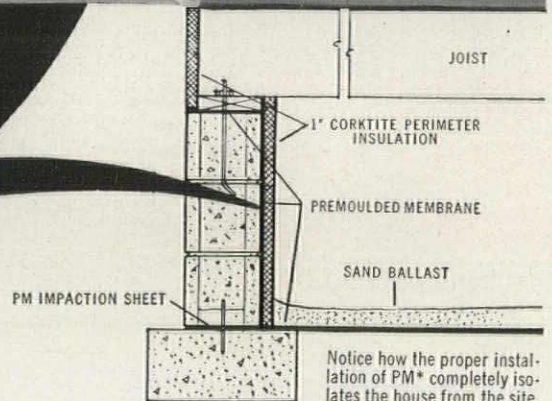 JOIST
1" CORKTITE PERIMETER
INSULATION
PREMOULDED MEMBRANE
SAND BALLAST
PM IMPACTION SHEET
Notice how the proper instal-
lation of PM* completely iso-
lates the house from the site